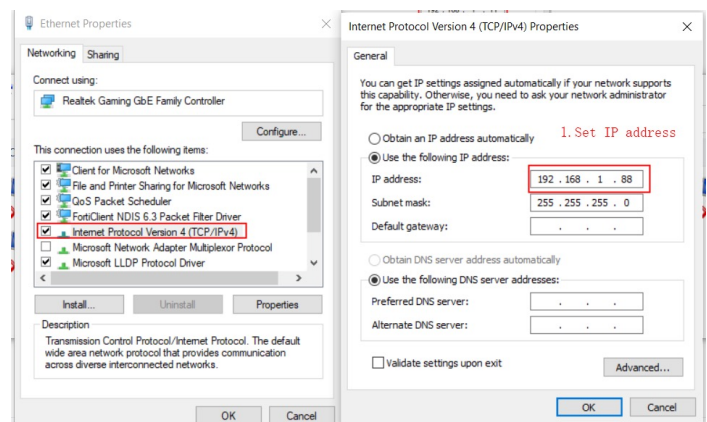 Ethernet Properties
Networking Sharing
Connect using:
Realtek Gaming GbE Family Controller
Configure...
This connection uses the following items:
Client for Microsoft Networks
File and Printer Sharing for Microsoft Networks
QoS Packet Scheduler
FortiClient NDIS 6.3 Packet Filter Driver
Internet Protocol Version 4 (TCP/IPv4)
Microsoft Network Adapter Multiplexor Protocol
Microsoft LLDP Protocol Driver
Install... Uninstall Properties
Description
Transmission Control Protocol/Internet Protocol. The default
wide area network protocol that provides communication
across diverse interconnected networks.
OK Cancel
Internet Protocol Version 4 (TCP/IPv4) Properties
General
You can get IP settings assigned automatically if your network supports
this capability. Otherwise, you need to ask your network administrator
for the appropriate IP settings.
Obtain an IP address automatically
1.Set IP address
Use the following IP address:
IP address: 192 . 168 . 1 . 88
Subnet mask: 255 . 255 . 255 . 0
Default gateway: . . .
Obtain DNS server address automatically
Use the following DNS server addresses:
Preferred DNS server: . . .
Alternate DNS server: . . .
Validate settings upon exit
Advanced...
OK Cancel